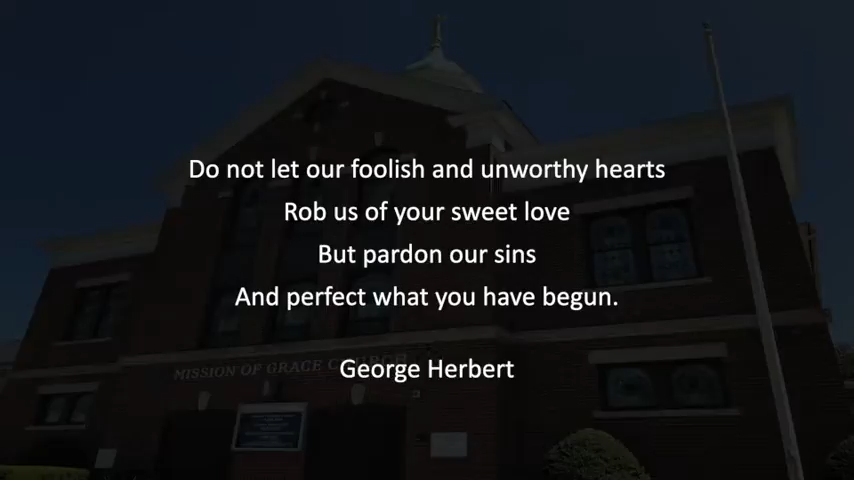 Do not let our foolish and unworthy hearts
Rob us of your sweet love
But pardon our sins
And perfect what you have begun.
George Herbert
MISSION OF GRACE CHURCH